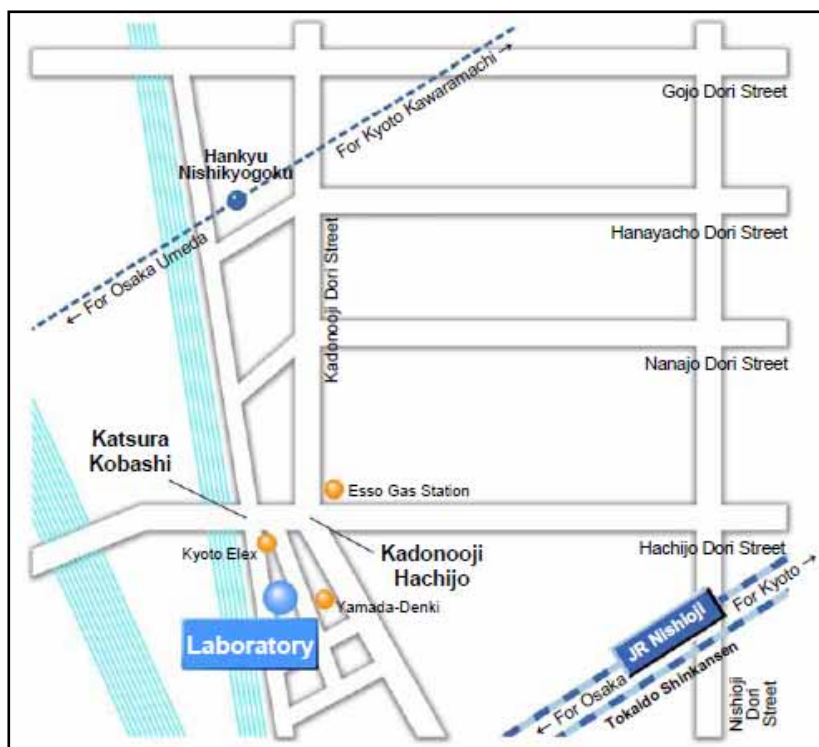 Gojo Dori Street
For Kyoto Kawaramachi →
Hankyu
Nishikyogoku
← For Osaka Umeda
Kadonooji Dori Street
Hanayacho Dori Street
Nanajo Dori Street
Katsura
Kobashi
Esso Gas Station
Kyoto Elex
Kadonooji
Hachijo
Hachijo Dori Street
Yamada-Denki
Laboratory
For Kyoto →
JR Nishioji
← For Osaka
Tokaido Shinkansen
Nishioji
Dori
Street